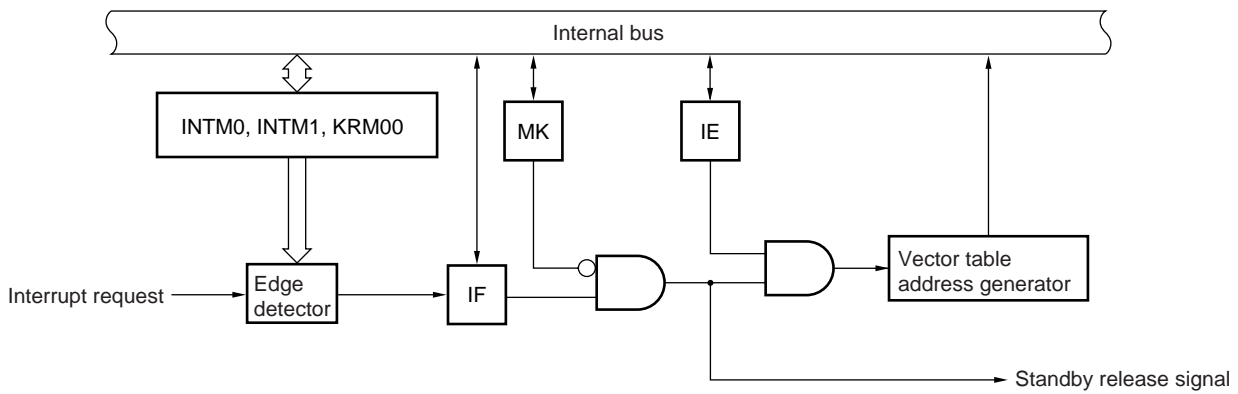 Internal bus
INTM0, INTM1, KRM00
MK
IE
Interrupt request
Edge
detector
IF
Vector table
address generator
Standby release signal